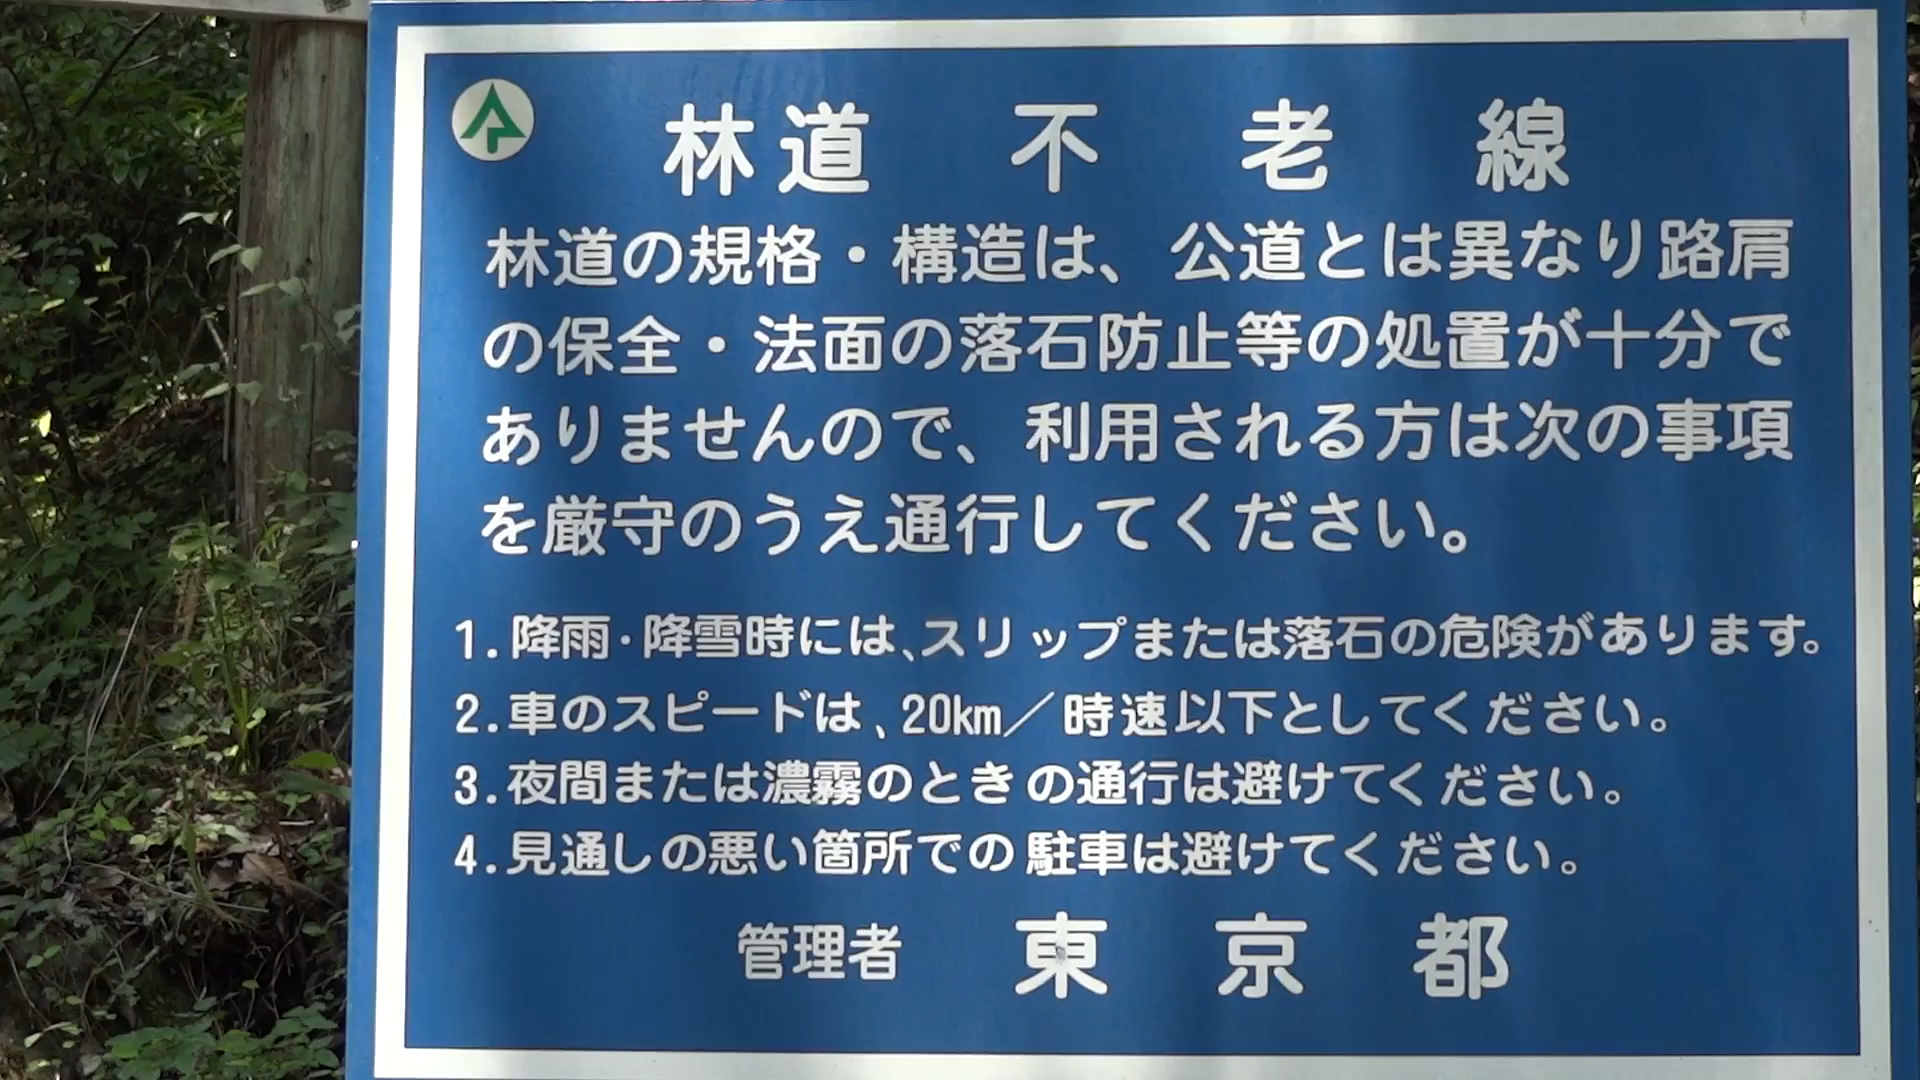 林道 不老線
林道の規格・構造は、公道とは異なり路肩
の保全・法面の落石防止等の処置が十分で
ありませんので、利用される方は次の事項
を厳守のうえ通行してください。
1.降雨・降雪時には、スリップまたは落石の危険があります。
2.車のスピードは、20km／時速以下としてください。
3.夜間または濃霧のときの通行は避けてください。
4.見通しの悪い箇所での駐車は避けてください。
管理者 東京都